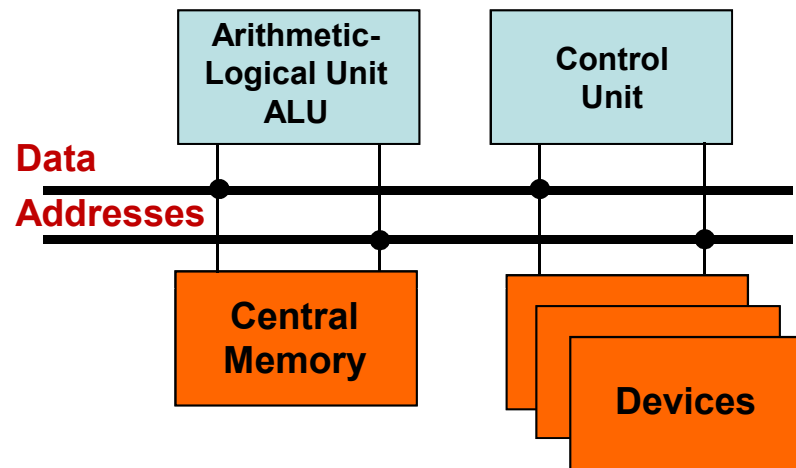 Arithmetic-
Logical Unit
ALU
Control
Unit
Data
Addresses
Central
Memory
Devices